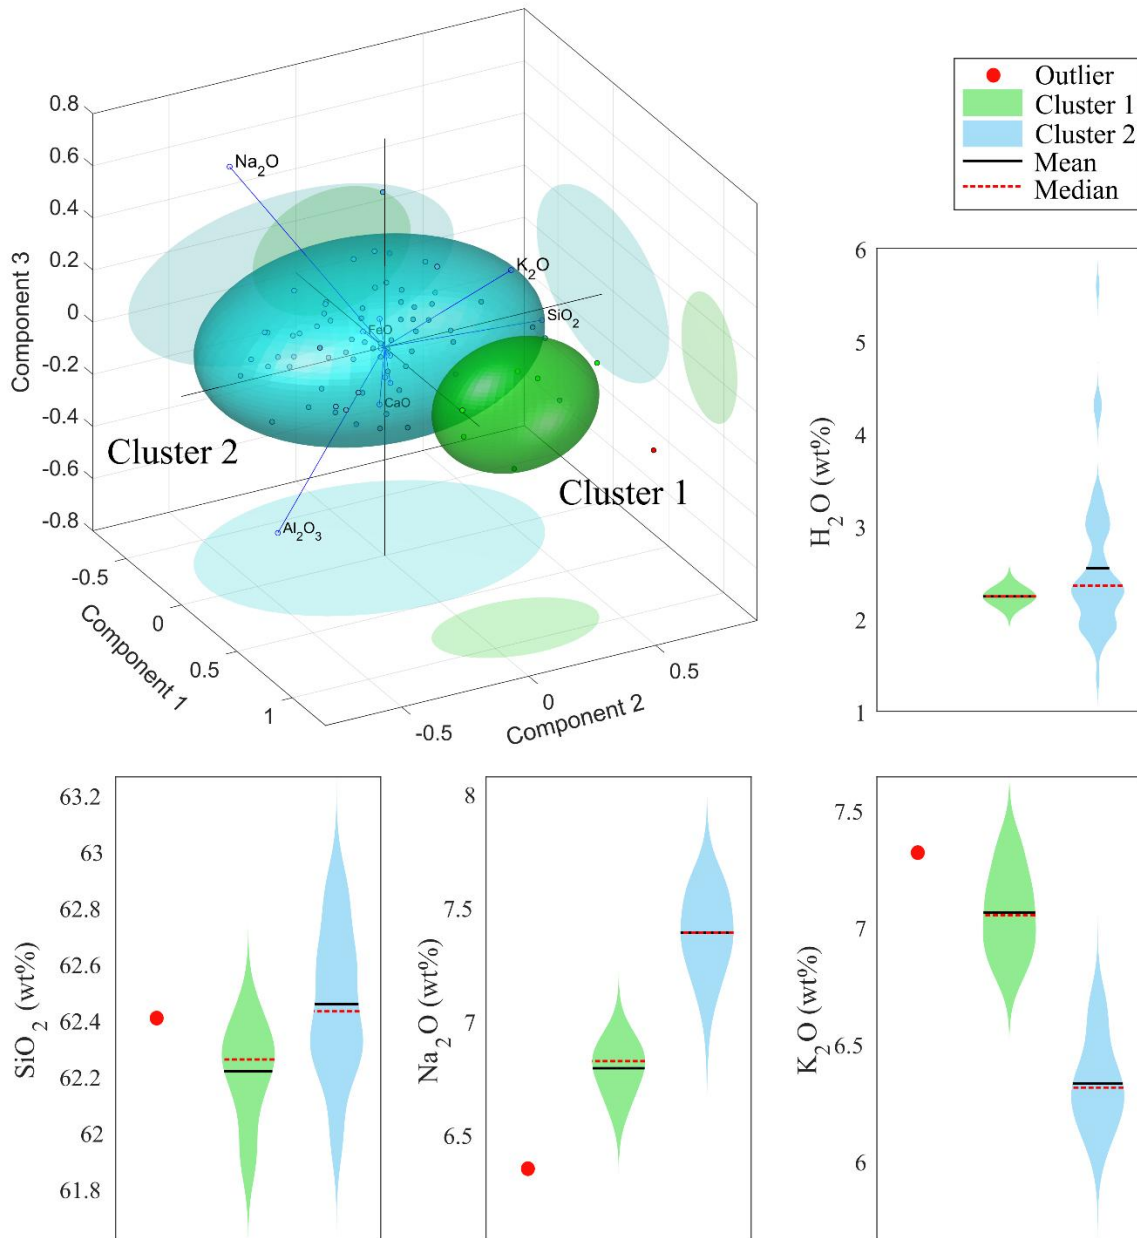 0.8
0.6
0.4
0.2
0
-0.2
-0.4
-0.6
-0.8
Component 3
-0.5
0
0.5
1
Component 1
-0.5
0
0.5
Component 2
Na₂O
K₂O
SiO₂
FeO
CaO
Al₂O₃
Cluster 2
Cluster 1
Outlier
Cluster 1
Cluster 2
Mean
Median
6
5
4
3
2
1
H₂O (wt%)
63.2
63
62.8
62.6
62.4
62.2
62
61.8
SiO₂ (wt%)
8
7.5
7
6.5
Na₂O (wt%)
7.5
7
6.5
6
K₂O (wt%)